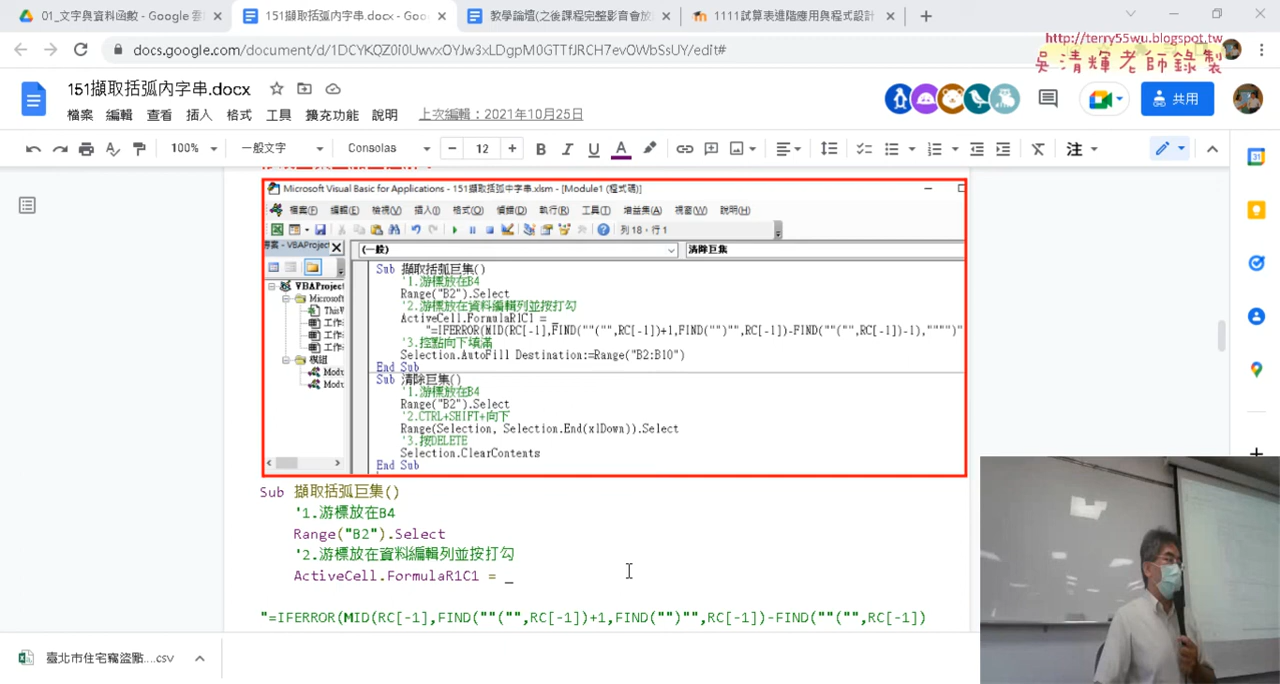 01_文字與資料函數 - Google 雲
151擷取括弧內字串.docx - Goo
教學論壇(之後課程完整影音會放
1111試算表進階應用與程式設計
docs.google.com/document/d/1DCYKQZ0i0UwvxOYJw3xLDgpM0GTTfJRCH7evOWbSsUY/edit#
http://terry55wu.blogspot.tw
吳清輝老師錄製
151擷取括弧內字串.docx
檔案 編輯 查看 插入 格式 工具 擴充功能 說明 上次編輯：2021年10月25日
共用
100% 一般文字 Consolas 12 B I U A 注
Microsoft Visual Basic for Applications - 151擷取括弧中字串.xlsm - [Module1 (程式碼)]
檔案(F) 編輯(E) 檢視(V) 插入(I) 格式(O) 偵錯(D) 執行(R) 工具(T) 增益集(A) 視窗(W) 說明(H)
列 18，行 1
專案 - VBAProject
(一般) 清除巨集
VBAProject
Microsoft
ThisV
工作
工作
工作
模組
Modu
Modu
Sub 擷取括弧巨集()
'1.游標放在B4
Range("B2").Select
'2.游標放在資料編輯列並按打勾
ActiveCell.FormulaR1C1 =
"=IFERROR(MID(RC[-1],FIND(""("",RC[-1])+1,FIND("")"",RC[-1])-FIND(""("",RC[-1])-1),"""")"
'3.控點向下填滿
Selection.AutoFill Destination:=Range("B2:B10")
End Sub
Sub 清除巨集()
'1.游標放在B4
Range("B2").Select
'2.CTRL+SHIFT+向下
Range(Selection, Selection.End(xlDown)).Select
'3.按DELETE
Selection.ClearContents
End Sub
Sub 擷取括弧巨集()
'1.游標放在B4
Range("B2").Select
'2.游標放在資料編輯列並按打勾
ActiveCell.FormulaR1C1 = _
"=IFERROR(MID(RC[-1],FIND(""("",RC[-1])+1,FIND("")"",RC[-1])-FIND(""("",RC[-1])
臺北市住宅竊盜點....csv